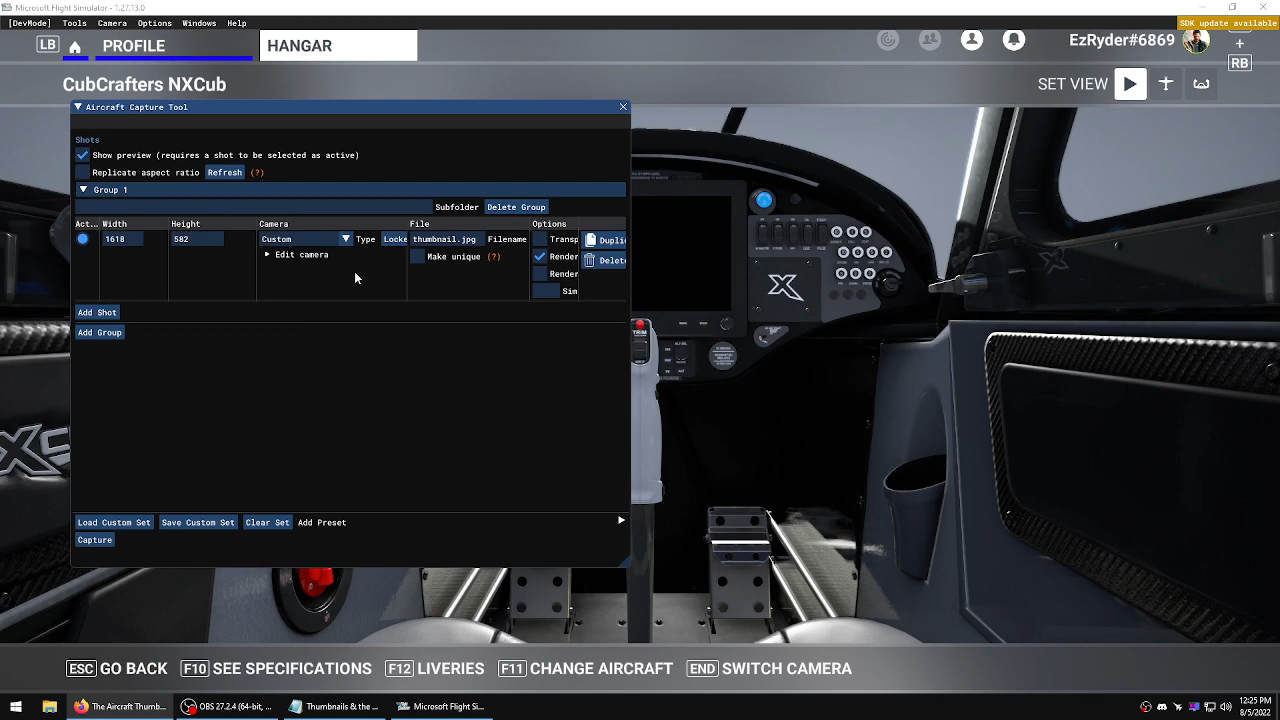 Microsoft Flight Simulator - 1.27.13.0
[DevMode] Tools Camera Options Windows Help
SDK update available
LB PROFILE HANGAR
EzRyder#6869
RB
CubCrafters NXCub
SET VIEW
Aircraft Capture Tool
Shots
Show preview (requires a shot to be selected as active)
Replicate aspect ratio Refresh (?)
Group 1
Subfolder Delete Group
Act... Width Height Camera File Options
1618 582 Custom Type Locke thumbnail.jpg Filename Transp Duplic
Edit camera Make unique (?) Render Delete
Render
Sim
Add Shot
Add Group
TRIM
X
Load Custom Set Save Custom Set Clear Set Add Preset
Capture
ESC GO BACK F10 SEE SPECIFICATIONS F12 LIVERIES F11 CHANGE AIRCRAFT END SWITCH CAMERA
The Aircraft Thumb... OBS 27.2.4 (64-bit, ... Thumbnails & the ... Microsoft Flight Si...
12:25 PM
8/5/2022